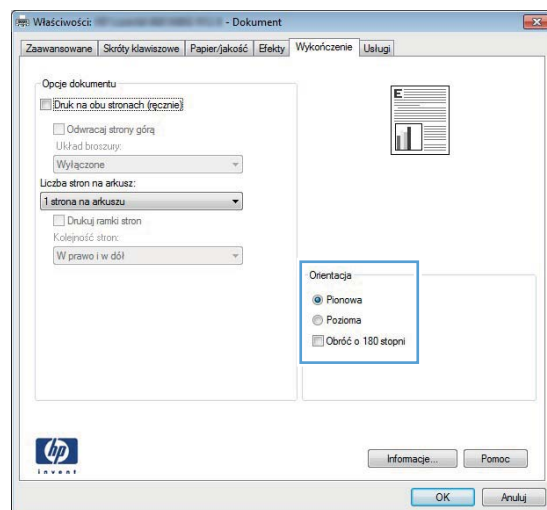 Właściwości: - Dokument
Zaawansowane Skróty klawiszowe Papier/jakość Efekty Wykończenie Usługi
Opcje dokumentu
Druk na obu stronach (ręcznie)
Odwracaj strony górą
Układ broszury:
Wyłączone
Liczba stron na arkusz:
1 strona na arkuszu
Drukuj ramki stron
Kolejność stron:
W prawo i w dół
E
Orientacja
Pionowa
Pozioma
Obróć o 180 stopni
hp
invent
Informacje... Pomoc
OK Anuluj